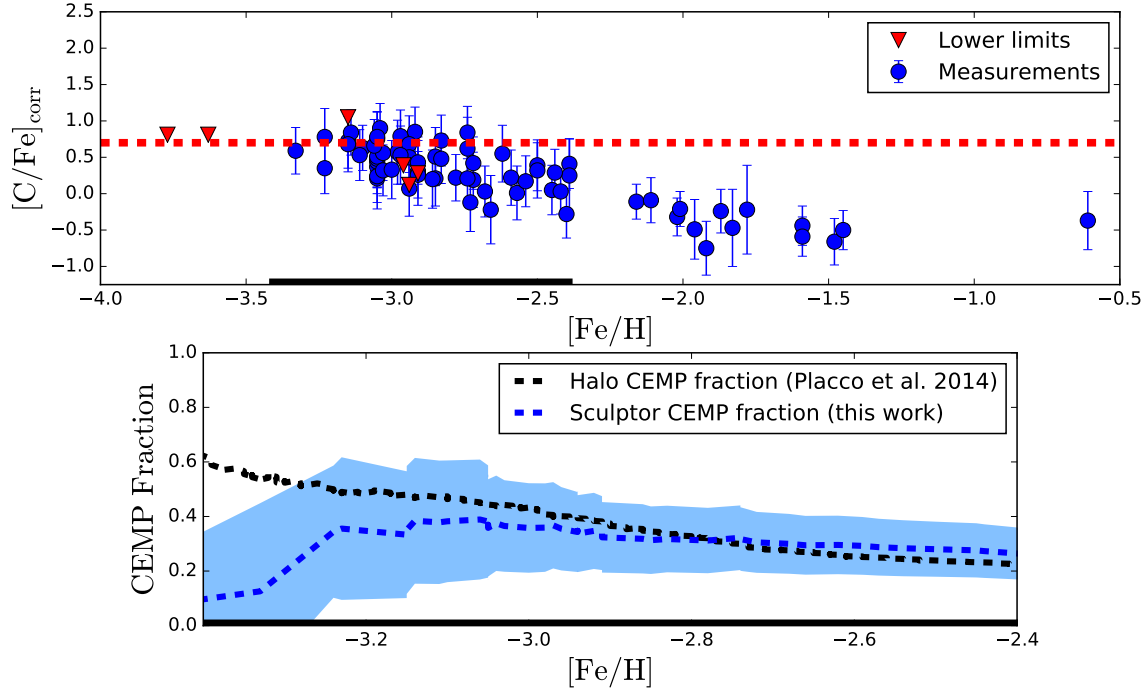 2.5
2.0
1.5
1.0
0.5
0.0
−0.5
−1.0
[C/Fe]corr
Lower limits
Measurements
−4.0 −3.5 −3.0 −2.5 −2.0 −1.5 −1.0 −0.5
[Fe/H]
1.0
0.8
0.6
0.4
0.2
0.0
CEMP Fraction
Halo CEMP fraction (Placco et al. 2014)
Sculptor CEMP fraction (this work)
−3.2 −3.0 −2.8 −2.6 −2.4
[Fe/H]